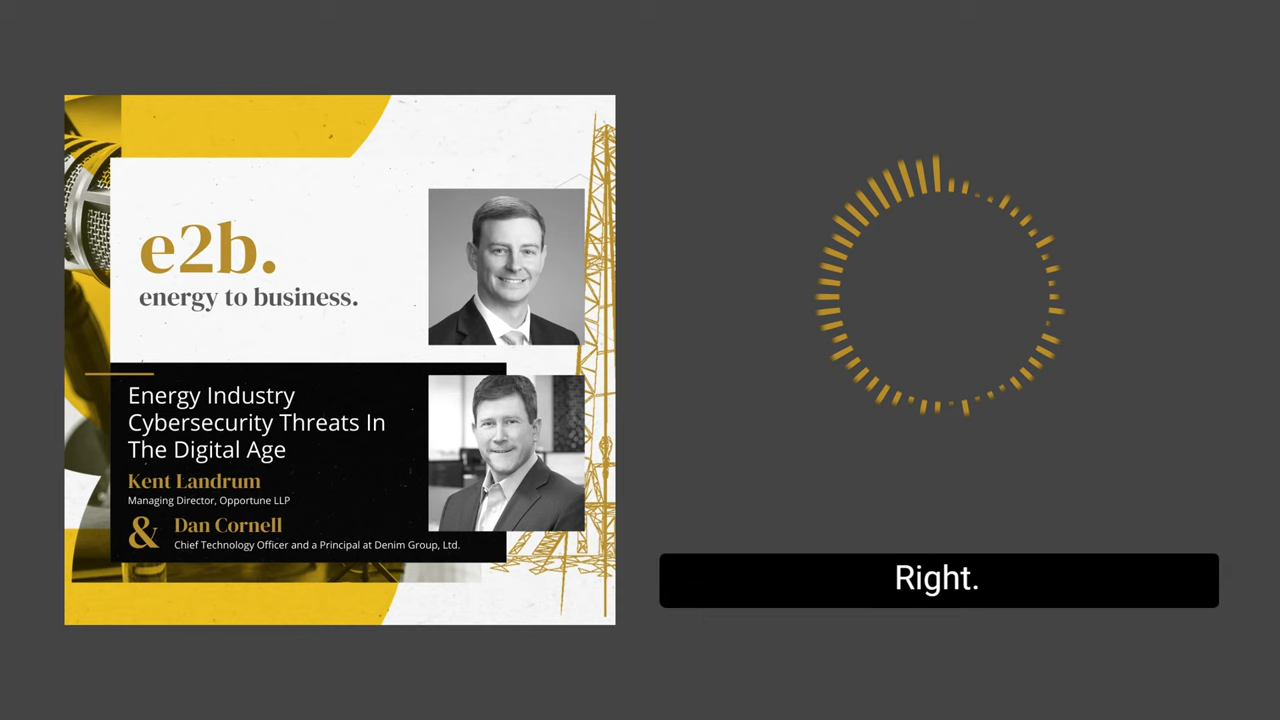 e2b.
energy to business.
Energy Industry
Cybersecurity Threats In
The Digital Age
Kent Landrum
Managing Director, Opportune LLP
& Dan Cornell
Chief Technology Officer and a Principal at Denim Group, Ltd.
Right.